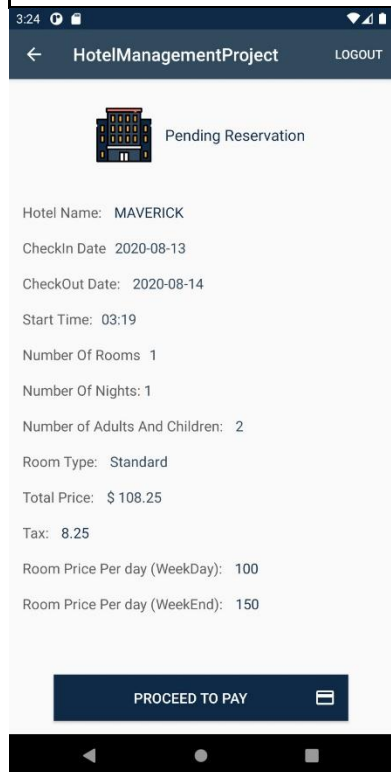 3:24
HotelManagementProject LOGOUT
Pending Reservation
Hotel Name: MAVERICK
CheckIn Date 2020-08-13
CheckOut Date: 2020-08-14
Start Time: 03:19
Number Of Rooms 1
Number Of Nights: 1
Number of Adults And Children: 2
Room Type: Standard
Total Price: $ 108.25
Tax: 8.25
Room Price Per day (WeekDay): 100
Room Price Per day (WeekEnd): 150
PROCEED TO PAY